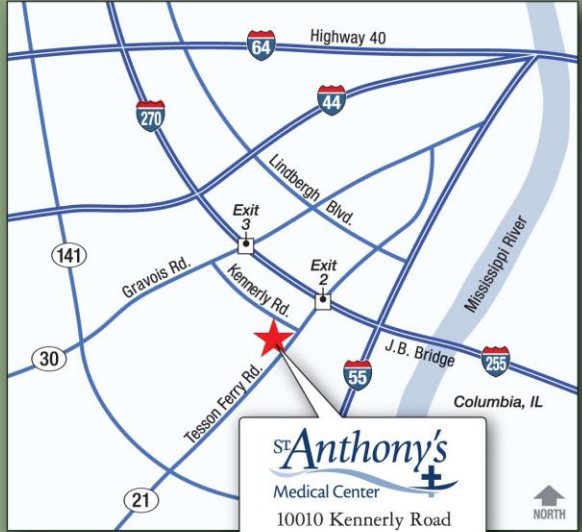 Highway 40
64
44
270
Lindbergh Blvd.
Exit
3
141
Gravois Rd.
Kennerly Rd.
Exit
2
Mississippi River
30
J.B. Bridge
255
55
Tesson Ferry Rd.
Columbia, IL
21
ST. Anthony's
Medical Center
10010 Kennerly Road
NORTH